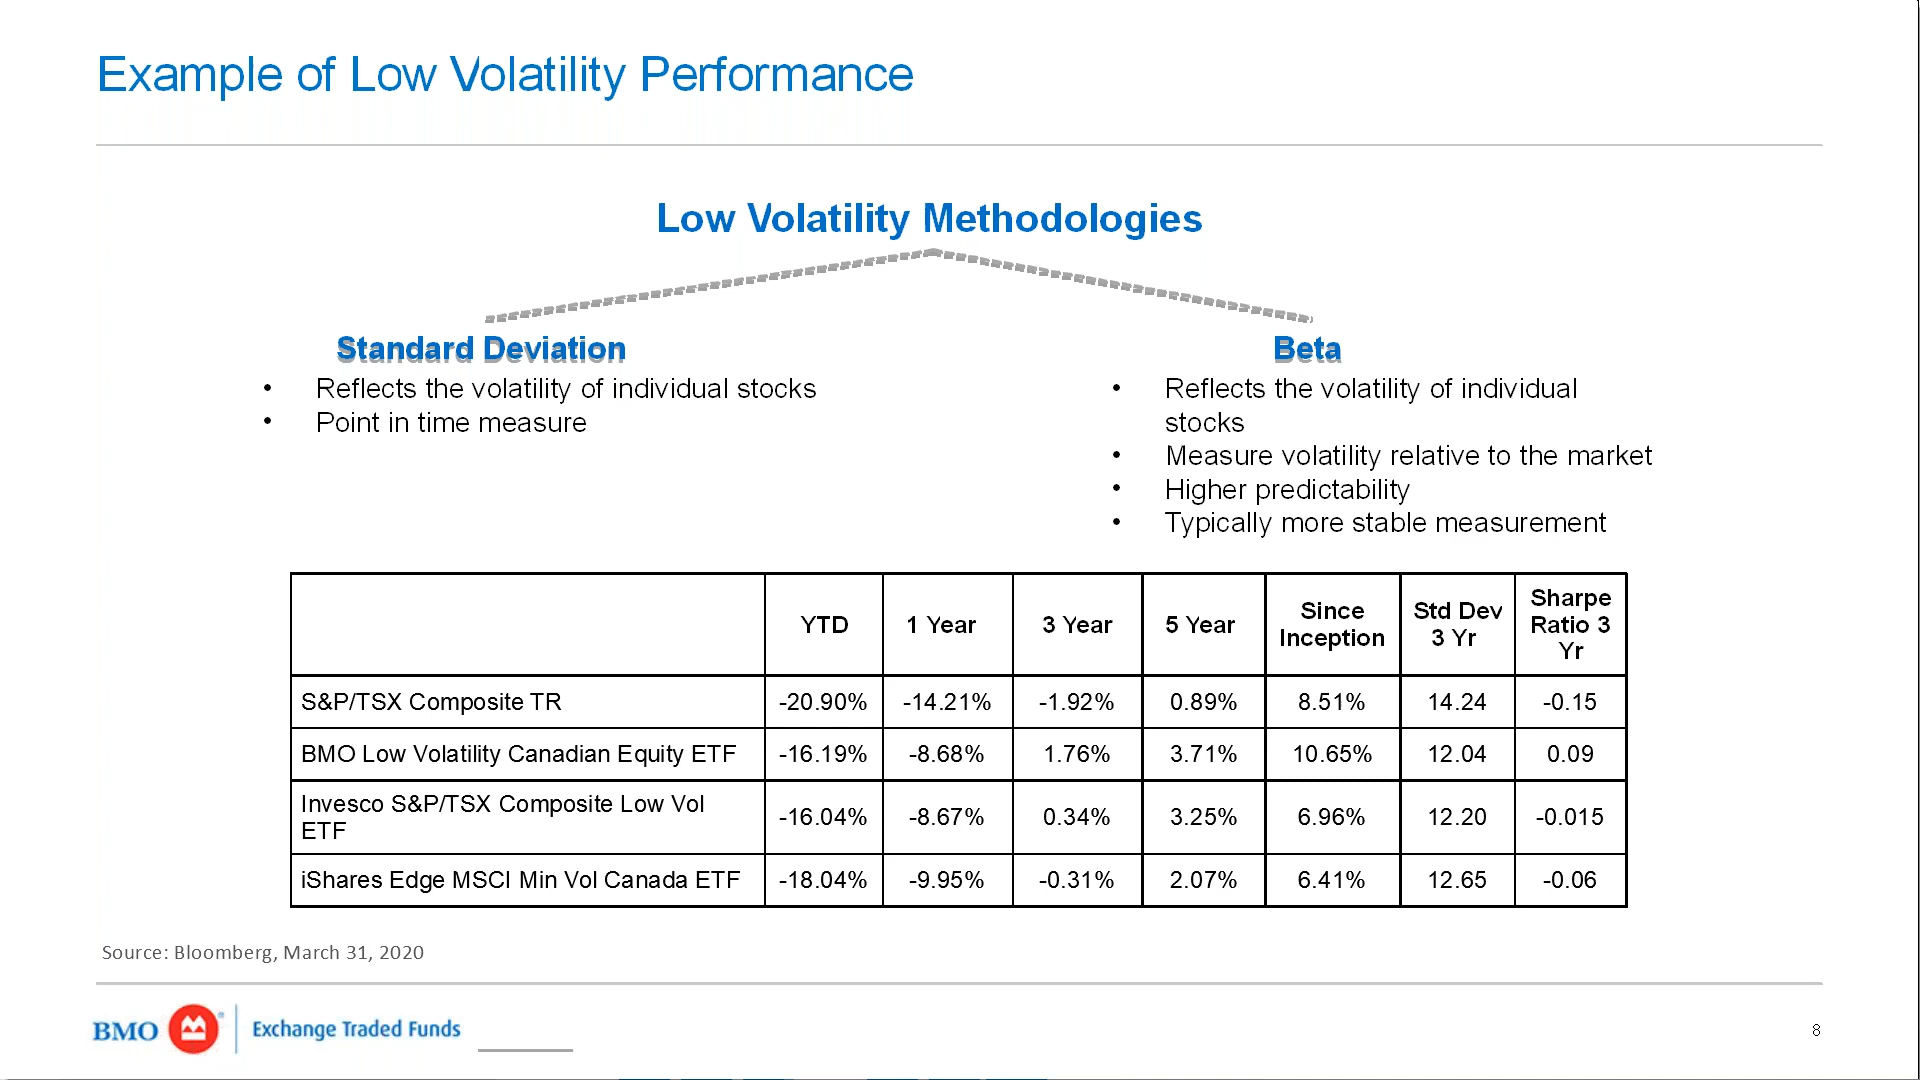 Example of Low Volatility Performance
Low Volatility Methodologies
Standard Deviation
• Reflects the volatility of individual stocks
• Point in time measure
Beta
• Reflects the volatility of individual
stocks
• Measure volatility relative to the market
• Higher predictability
• Typically more stable measurement
YTD 1 Year 3 Year 5 Year Since Inception Std Dev 3 Yr Sharpe Ratio 3 Yr
S&P/TSX Composite TR -20.90% -14.21% -1.92% 0.89% 8.51% 14.24 -0.15
BMO Low Volatility Canadian Equity ETF -16.19% -8.68% 1.76% 3.71% 10.65% 12.04 0.09
Invesco S&P/TSX Composite Low Vol ETF -16.04% -8.67% 0.34% 3.25% 6.96% 12.20 -0.015
iShares Edge MSCI Min Vol Canada ETF -18.04% -9.95% -0.31% 2.07% 6.41% 12.65 -0.06
Source: Bloomberg, March 31, 2020
BMO Exchange Traded Funds
8